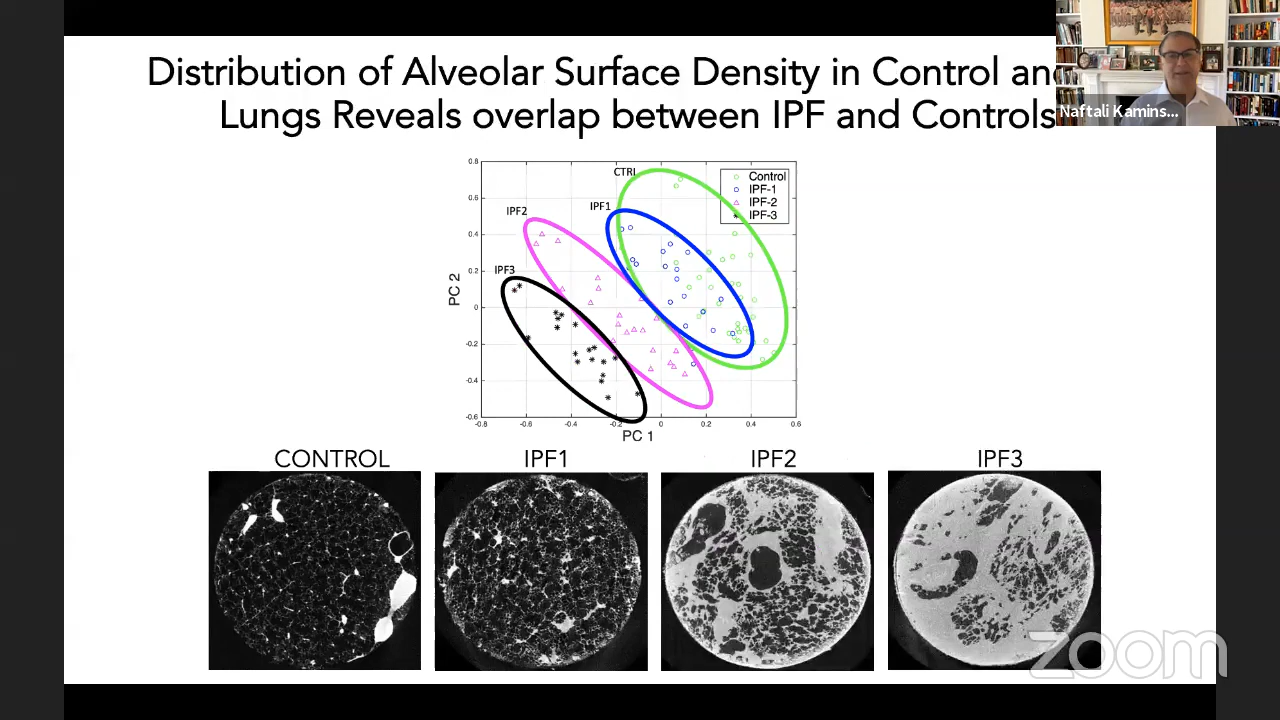 Distribution of Alveolar Surface Density in Control and
Lungs Reveals overlap between IPF and Controls
Naftali Kamins...
0.8
0.6
0.4
0.2
0
-0.2
-0.4
-0.6
-0.8
-0.6
-0.4
-0.2
0
0.2
0.4
0.6
PC 2
PC 1
CTRl
IPF1
IPF2
IPF3
Control
IPF-1
IPF-2
IPF-3
CONTROL
IPF1
IPF2
IPF3
zoom